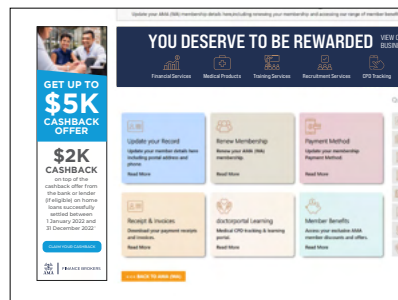 Update your AMA (WA) membership details here, including renewing your membership and accessing our range of member benefits
YOU DESERVE TO BE REWARDED
VIEW
BUSIN
Financial Services
Medical Products
Training Services
Recruitment Services
CPD Tracking
GET UP TO
$5K
CASHBACK
OFFER
$2K
CASHBACK
on top of the
cashback offer from
the bank or lender
(if eligible) on home
loans successfully
settled between
1 January 2022 and
31 December 2022*
CLAIM YOUR CASHBACK
AMA
FINANCE BROKERS
Update your Record
Update your member details here
including postal address and
phone.
Read More
Renew Membership
Renew your AMA (WA)
membership.
Read More
Payment Method
Update your membership
Payment Method.
Read More
Receipt & Invoices
Download your payment receipts
and invoices.
Read More
doctorportal Learning
Medical CPD tracking & learning
portal.
Read More
Member Benefits
Access your exclusive AMA
member discounts and offers.
Read More
<<< BACK TO AMA (WA)